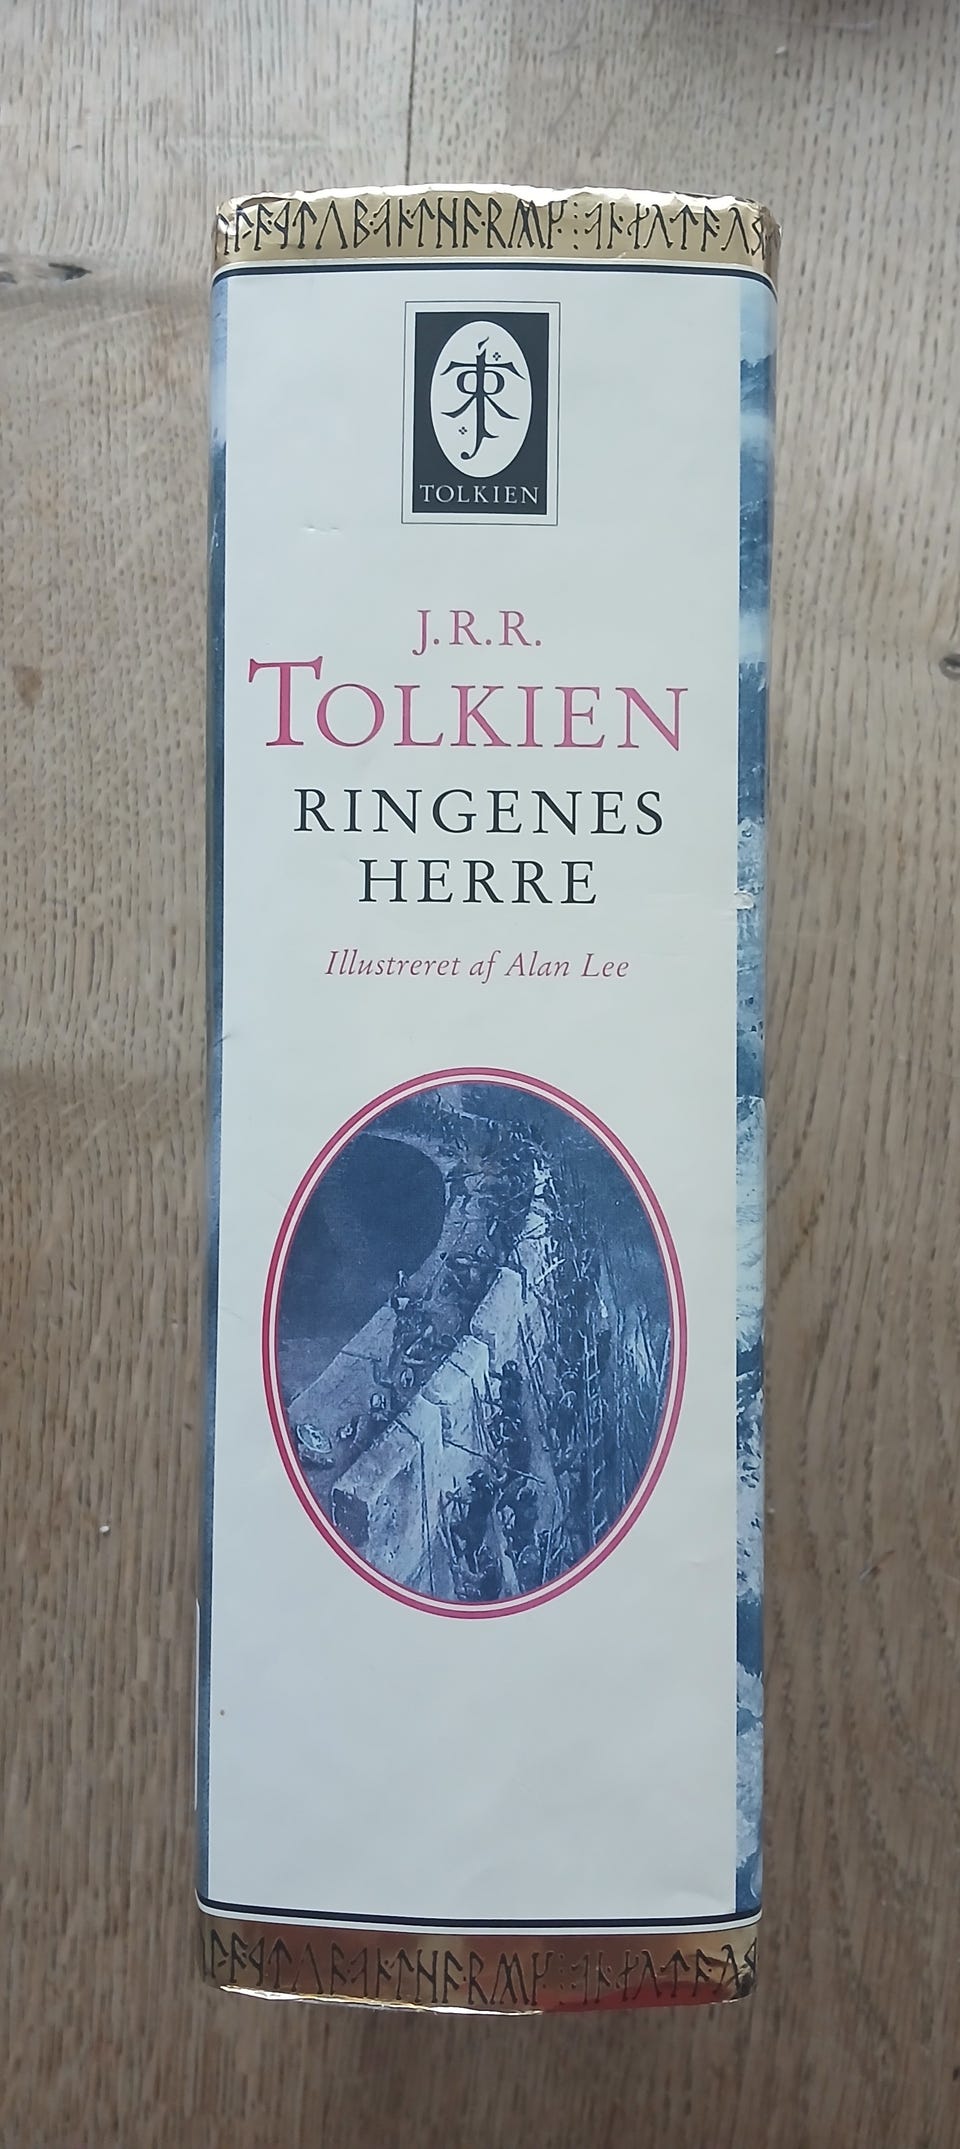 TOLKIEN
J.R.R.
TOLKIEN
RINGENES
HERRE
Illustreret af Alan Lee